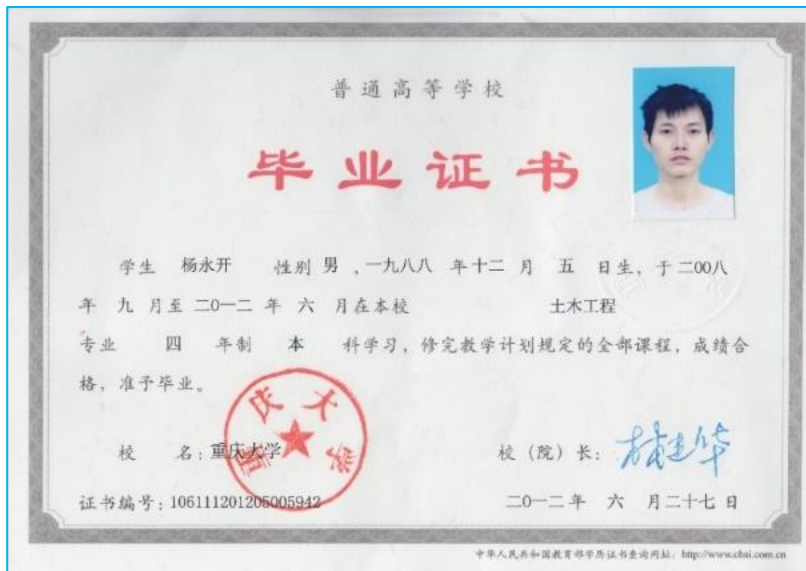 普通高等学校
毕业证书
学生 杨永开 性别 男 ，一九八八 年 十二 月 五 日生，于 二00八
年 九 月至 二0一二 年 六 月在本校 土木工程
专业 四 年制 本 科学习，修完教学计划规定的全部课程，成绩合
格，准予毕业。
重庆大学
校 名：重庆大学 校（院）长：林建华
证书编号：106111201205005942 二0一二年 六 月二十七日
中华人民共和国教育部学历证书查询网址：http://www.chsi.com.cn